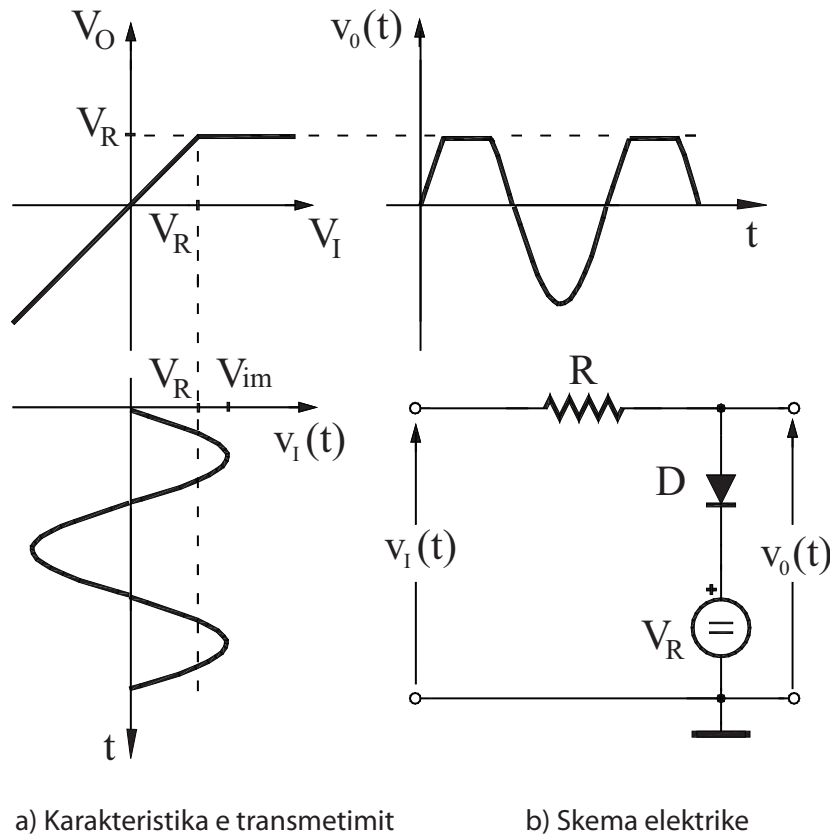 V_O
v_0(t)
V_R
V_R
V_I
t
V_R
V_im
v_I(t)
t
R
D
v_I(t)
v_0(t)
+
V_R
=
a) Karakteristika e transmetimit
b) Skema elektrike